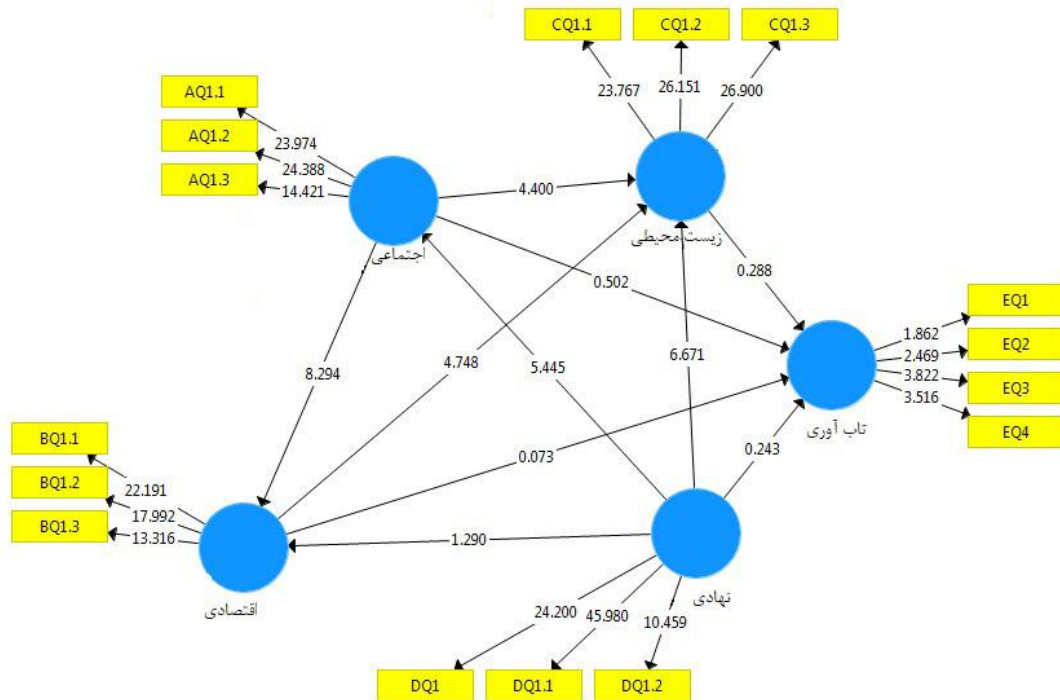 CQ1.1
CQ1.2
CQ1.3
23.767
26.151
26.900
AQ1.1
AQ1.2
AQ1.3
23.974
24.388
14.421
4.400
اجتماعی
زیست محیطی
0.288
0.502
EQ1
EQ2
EQ3
EQ4
1.862
2.469
3.822
3.516
تاب آوری
8.294
4.748
5.445
6.671
0.243
0.073
BQ1.1
BQ1.2
BQ1.3
22.191
17.992
13.316
1.290
اقتصادی
نهادی
24.200
45.980
10.459
DQ1
DQ1.1
DQ1.2